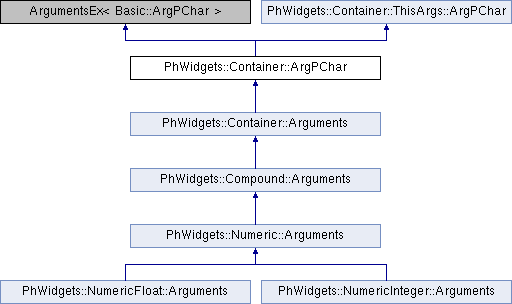 ArgumentsEx< Basic::ArgPChar >
PhWidgets::Container::ThisArgs::ArgPChar
PhWidgets::Container::ArgPChar
PhWidgets::Container::Arguments
PhWidgets::Compound::Arguments
PhWidgets::Numeric::Arguments
PhWidgets::NumericFloat::Arguments
PhWidgets::NumericInteger::Arguments